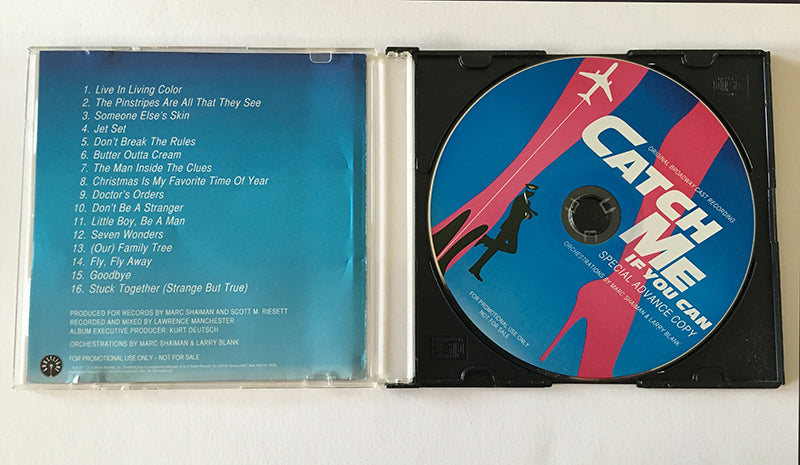 1. Live In Living Color
2. The Pinstripes Are All That They See
3. Someone Else's Skin
4. Jet Set
5. Don't Break The Rules
6. Butter Outta Cream
7. The Man Inside The Clues
8. Christmas Is My Favorite Time Of Year
9. Doctor's Orders
10. Don't Be A Stranger
11. Little Boy, Be A Man
12. Seven Wonders
13. (Our) Family Tree
14. Fly, Fly Away
15. Goodbye
16. Stuck Together (Strange But True)
PRODUCED FOR RECORDS BY MARC SHAIMAN AND SCOTT M. RIESETT
RECORDED AND MIXED BY LAWRENCE MANCHESTER
ALBUM EXECUTIVE PRODUCER: KURT DEUTSCH
ORCHESTRATIONS BY MARC SHAIMAN & LARRY BLANK
FOR PROMOTIONAL USE ONLY – NOT FOR SALE
ORIGINAL BROADWAY CAST RECORDING
CATCH
ME
IF YOU CAN
SPECIAL ADVANCE COPY
ORCHESTRATIONS BY MARC SHAIMAN & LARRY BLANK
FOR PROMOTIONAL USE ONLY
NOT FOR SALE